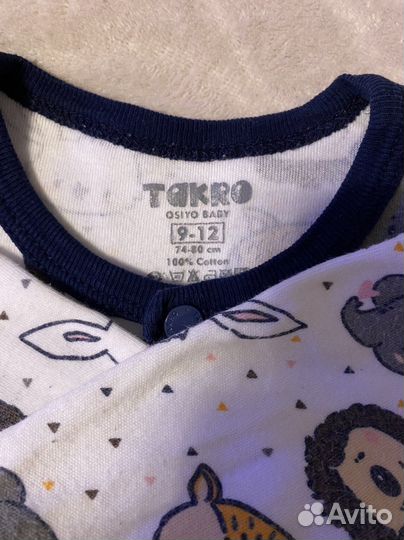 TAKRO
OSIYO BABY
9-12
74-80 cm
100% Cotton
Avito